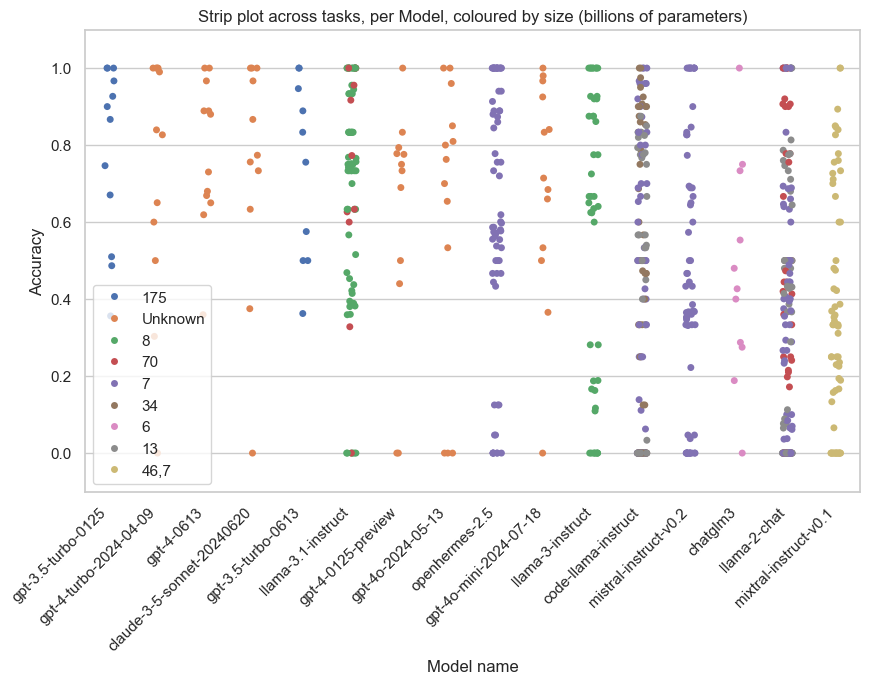 Strip plot across tasks, per Model, coloured by size (billions of parameters)
Accuracy
1.0
0.8
0.6
0.4
0.2
0.0
175
Unknown
8
70
7
34
6
13
46,7
gpt-3.5-turbo-0125
gpt-4-turbo-2024-04-09
gpt-4-0613
claude-3-5-sonnet-20240620
gpt-3.5-turbo-0613
llama-3.1-instruct
gpt-4-0125-preview
gpt-4o-2024-05-13
openhermes-2.5
gpt-4o-mini-2024-07-18
llama-3-instruct
code-llama-instruct
mistral-instruct-v0.2
chatglm3
llama-2-chat
mixtral-instruct-v0.1
Model name